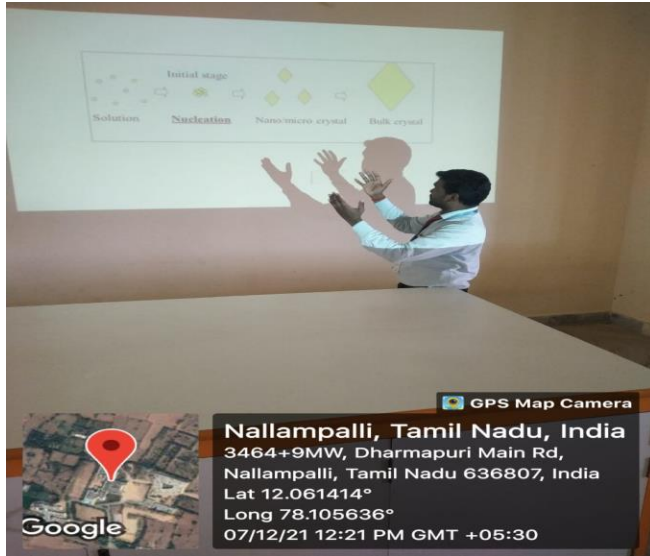 Initial stage
Solution Nucleation Nano/micro crystal Bulk crystal
GPS Map Camera
Nallampalli, Tamil Nadu, India
3464+9MW, Dharmapuri Main Rd,
Nallampalli, Tamil Nadu 636807, India
Lat 12.061414°
Long 78.105636°
07/12/21 12:21 PM GMT +05:30
Google